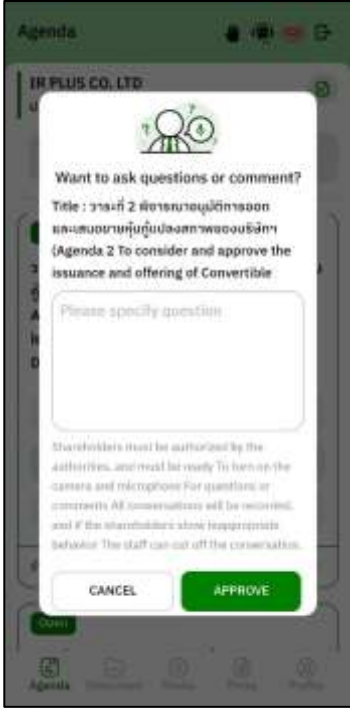 Agenda
IR PLUS CO. LTD
Want to ask questions or comment?
Title : วาระที่ 2 พิจารณาอนุมัติการออก
และเสนอขายหุ้นกู้แปลงสภาพของบริษัทฯ
(Agenda 2 To consider and approve the
issuance and offering of Convertible
Please specify question
Shareholders must be authorized by the
authorities, and must be ready To turn on the
camera and microphone For questions or
comments All conversations will be recorded,
and if the shareholders show inappropriate
behavior The staff can cut off the conversation.
CANCEL
APPROVE
Open
Agenda